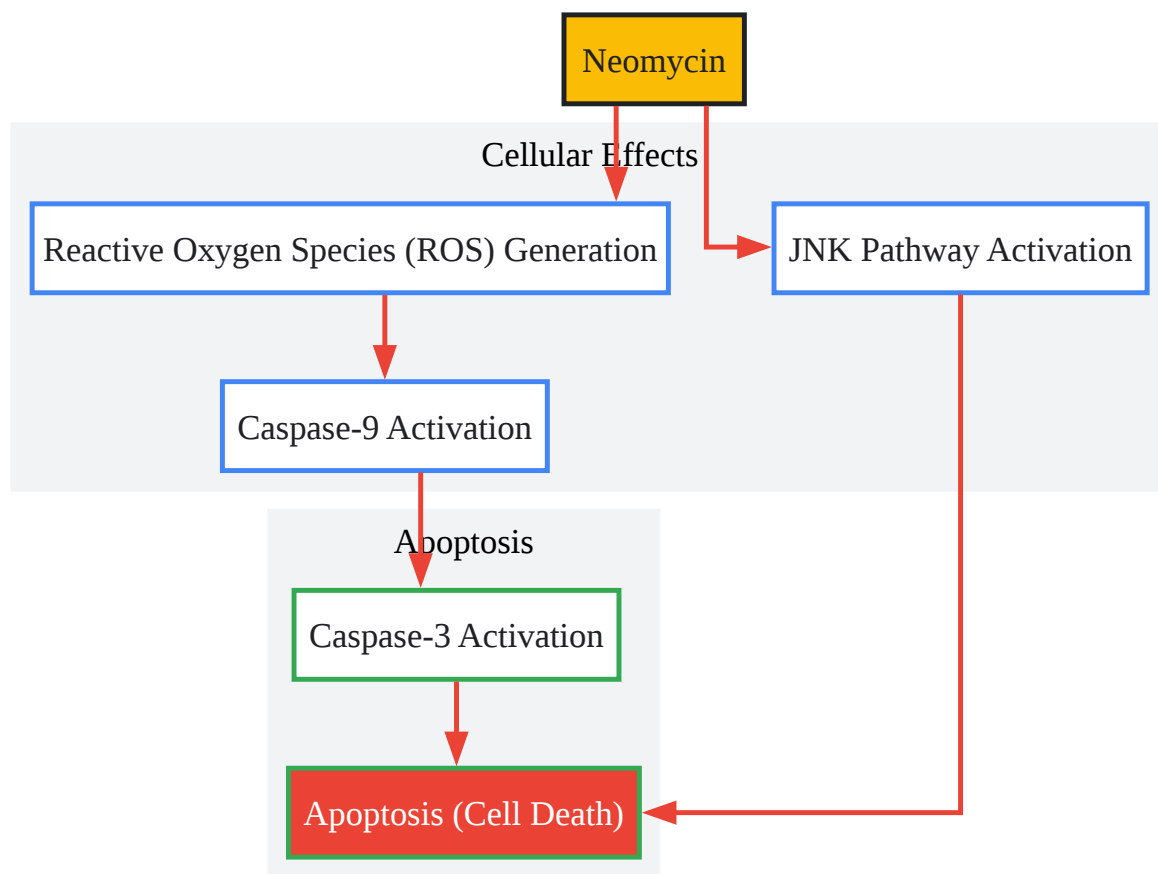 Neomycin
Cellular Effects
Reactive Oxygen Species (ROS) Generation
JNK Pathway Activation
Caspase-9 Activation
Apoptosis
Caspase-3 Activation
Apoptosis (Cell Death)